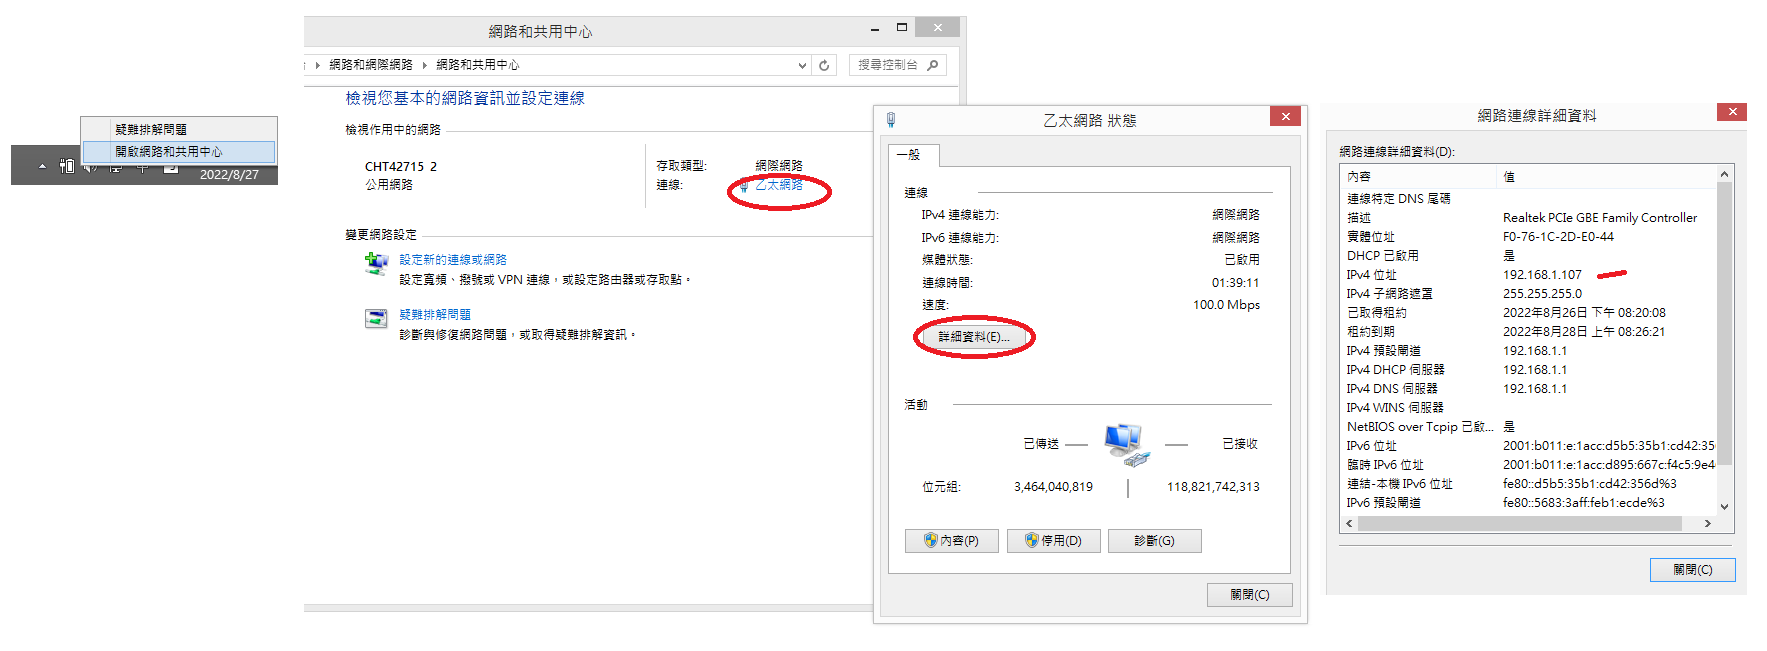 疑難排解問題
開啟網路和共用中心
2022/8/27
網路和共用中心
網路和網際網路 網路和共用中心
搜尋控制台
檢視您基本的網路資訊並設定連線
檢視作用中的網路
CHT42715 2
公用網路
存取類型: 網際網路
連線: 乙太網路
變更網路設定
設定新的連線或網路
設定寬頻、撥號或 VPN 連線，或設定路由器或存取點。
疑難排解問題
診斷與修復網路問題，或取得疑難排解資訊。
乙太網路 狀態
一般
連線
IPv4 連線能力: 網際網路
IPv6 連線能力: 網際網路
媒體狀態: 已啟用
連線時間: 01:39:11
速度: 100.0 Mbps
詳細資料(E)...
活動
已傳送 已接收
位元組: 3,464,040,819 118,821,742,313
內容(P) 停用(D) 診斷(G)
關閉(C)
網路連線詳細資料
網路連線詳細資料(D):
內容 值
連線特定 DNS 尾碼
描述 Realtek PCIe GBE Family Controller
實體位址 F0-76-1C-2D-E0-44
DHCP 已啟用 是
IPv4 位址 192.168.1.107
IPv4 子網路遮罩 255.255.255.0
已取得租約 2022年8月26日 下午 08:20:08
租約到期 2022年8月28日 上午 08:26:21
IPv4 預設閘道 192.168.1.1
IPv4 DHCP 伺服器 192.168.1.1
IPv4 DNS 伺服器 192.168.1.1
IPv4 WINS 伺服器
NetBIOS over Tcpip 已啟... 是
IPv6 位址 2001:b011:e:1acc:d5b5:35b1:cd42:35
臨時 IPv6 位址 2001:b011:e:1acc:d895:667c:f4c5:9e4
連結-本機 IPv6 位址 fe80::d5b5:35b1:cd42:356d%3
IPv6 預設閘道 fe80::5683:3aff:feb1:ecde%3
關閉(C)